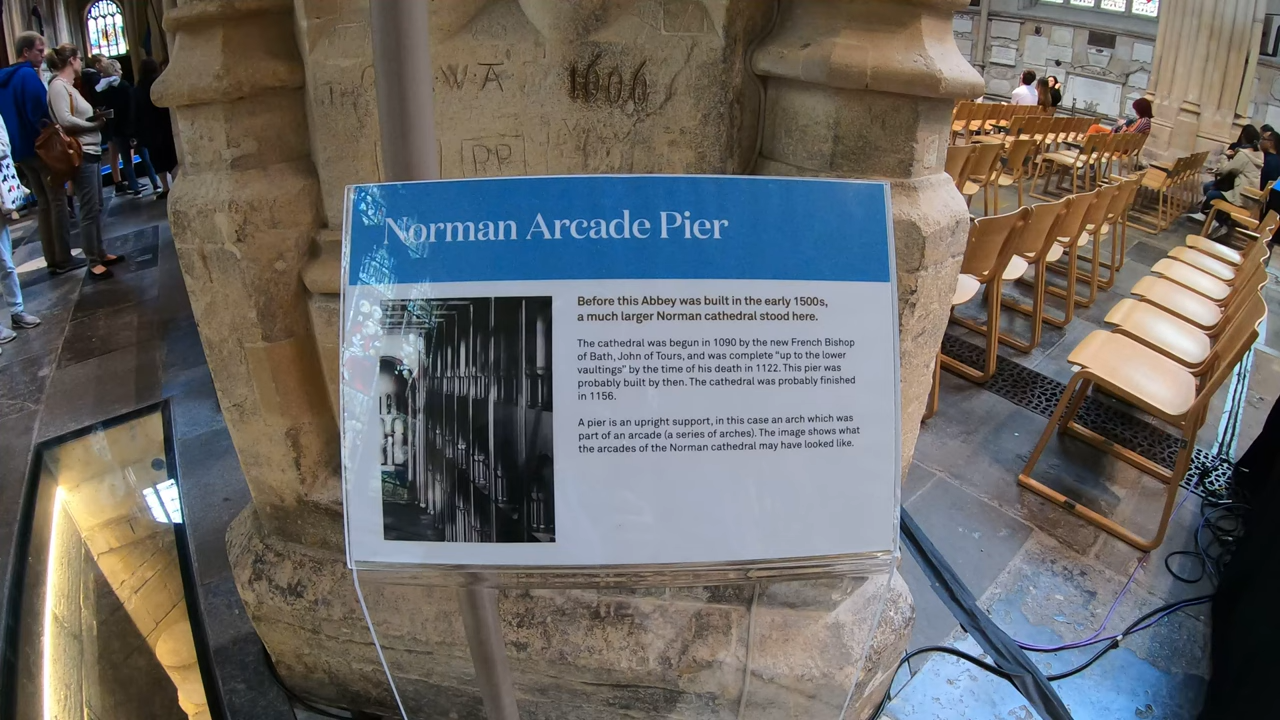 W·A
1606
PP
Norman Arcade Pier
Before this Abbey was built in the early 1500s,
a much larger Norman cathedral stood here.
The cathedral was begun in 1090 by the new French Bishop
of Bath, John of Tours, and was complete “up to the lower
vaultings” by the time of his death in 1122. This pier was
probably built by then. The cathedral was probably finished
in 1156.
A pier is an upright support, in this case an arch which was
part of an arcade (a series of arches). The image shows what
the arcades of the Norman cathedral may have looked like.